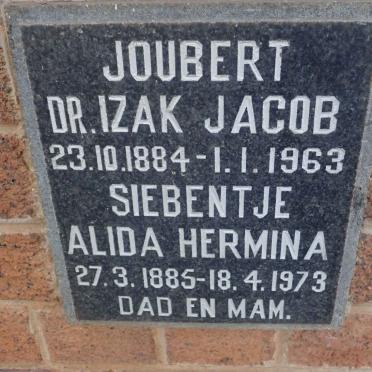 JOUBERT
DR. IZAK JACOB
23.10.1884-1.1.1963
SIEBENTJE
ALIDA HERMINA
27.3.1885-18.4.1973
DAD EN MAM.